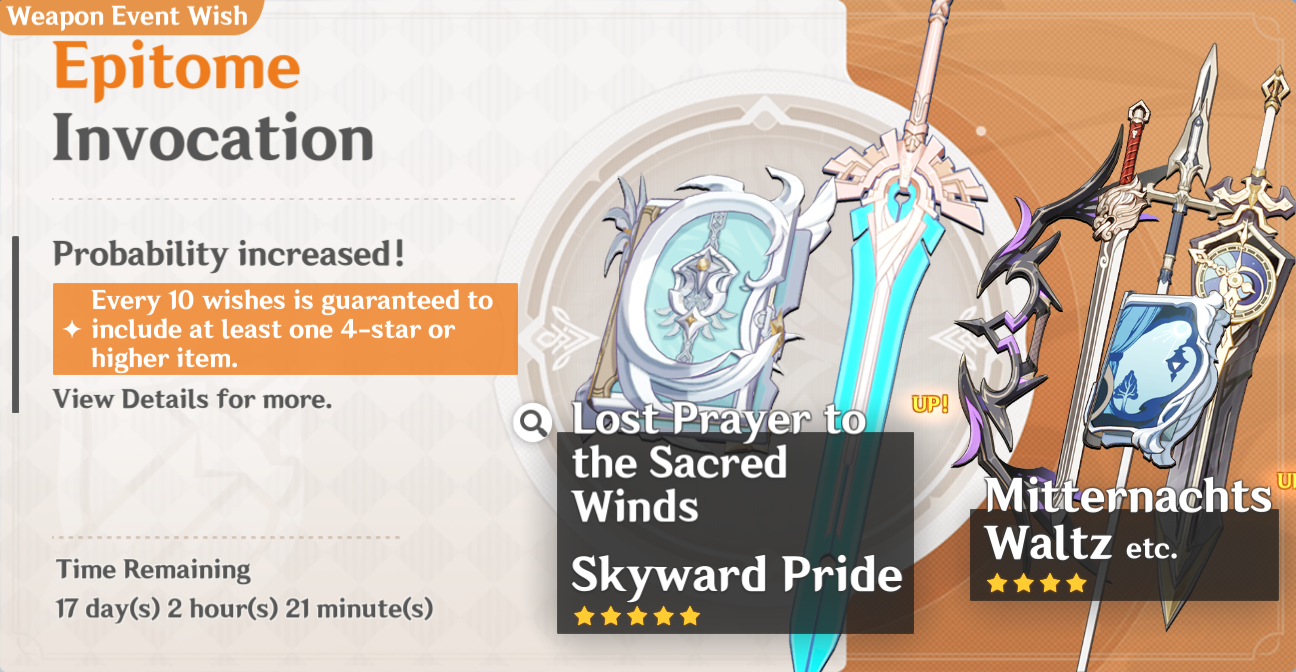 Weapon Event Wish
Epitome
Invocation
Probability increased!
Every 10 wishes is guaranteed to
✦ include at least one 4-star or
higher item.
View Details for more.
Time Remaining
17 day(s) 2 hour(s) 21 minute(s)
UP!
Lost Prayer to
the Sacred
Winds
Skyward Pride
Mitternachts
Waltz etc.